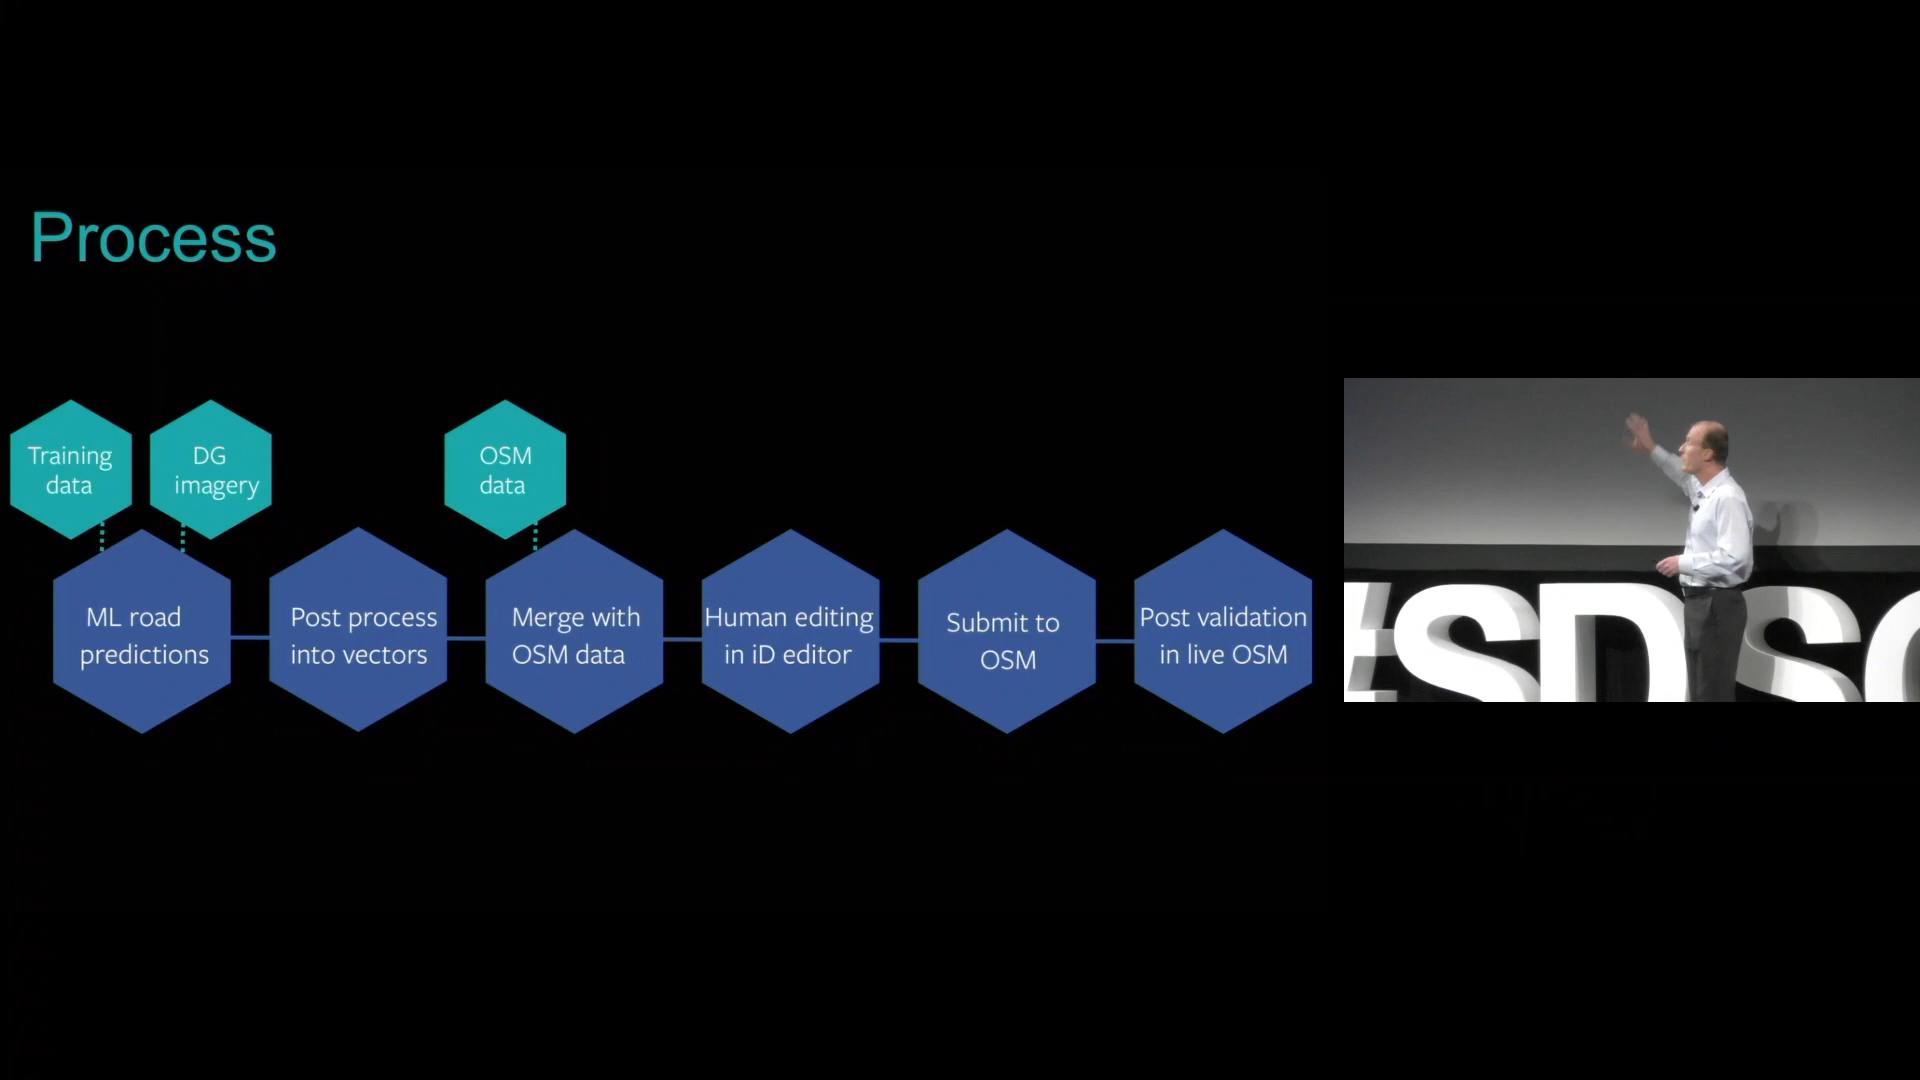 Process
Training
data
DG
imagery
OSM
data
ML road
predictions
Post process
into vectors
Merge with
OSM data
Human editing
in iD editor
Submit to
OSM
Post validation
in live OSM
#SDSC